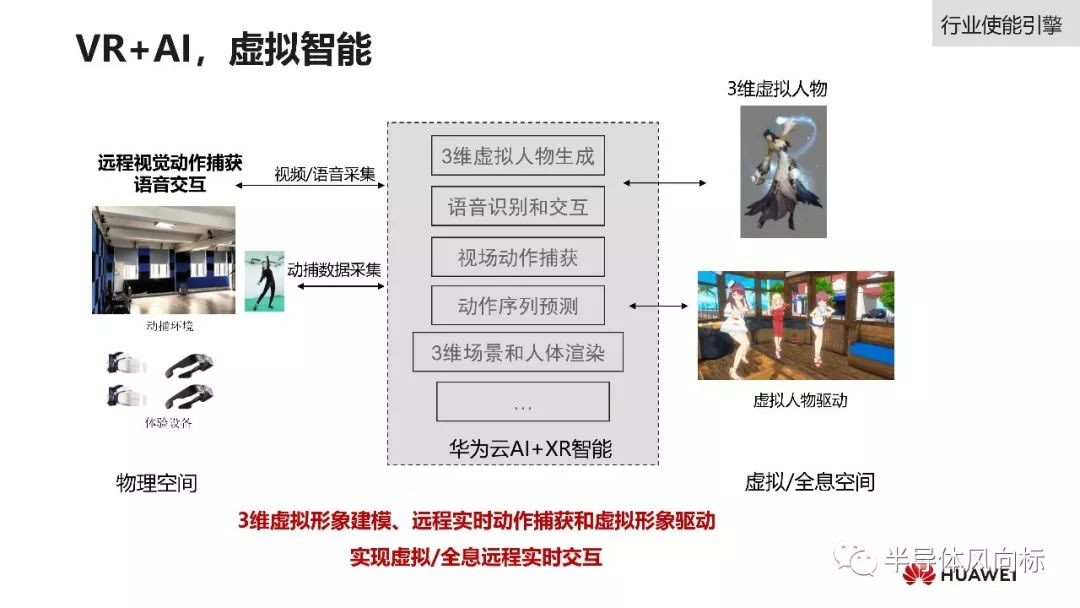 行业使能引擎
VR+AI，虚拟智能
3维虚拟人物
远程视觉动作捕获
语音交互
视频/语音采集
3维虚拟人物生成
语音识别和交互
视场动作捕获
动捕数据采集
动作序列预测
动捕环境
3维场景和人体渲染
...
体验设备
虚拟人物驱动
华为云AI+XR智能
物理空间
虚拟/全息空间
3维虚拟形象建模、远程实时动作捕获和虚拟形象驱动
实现虚拟/全息远程实时交互
半导体风向标
HUAWEI